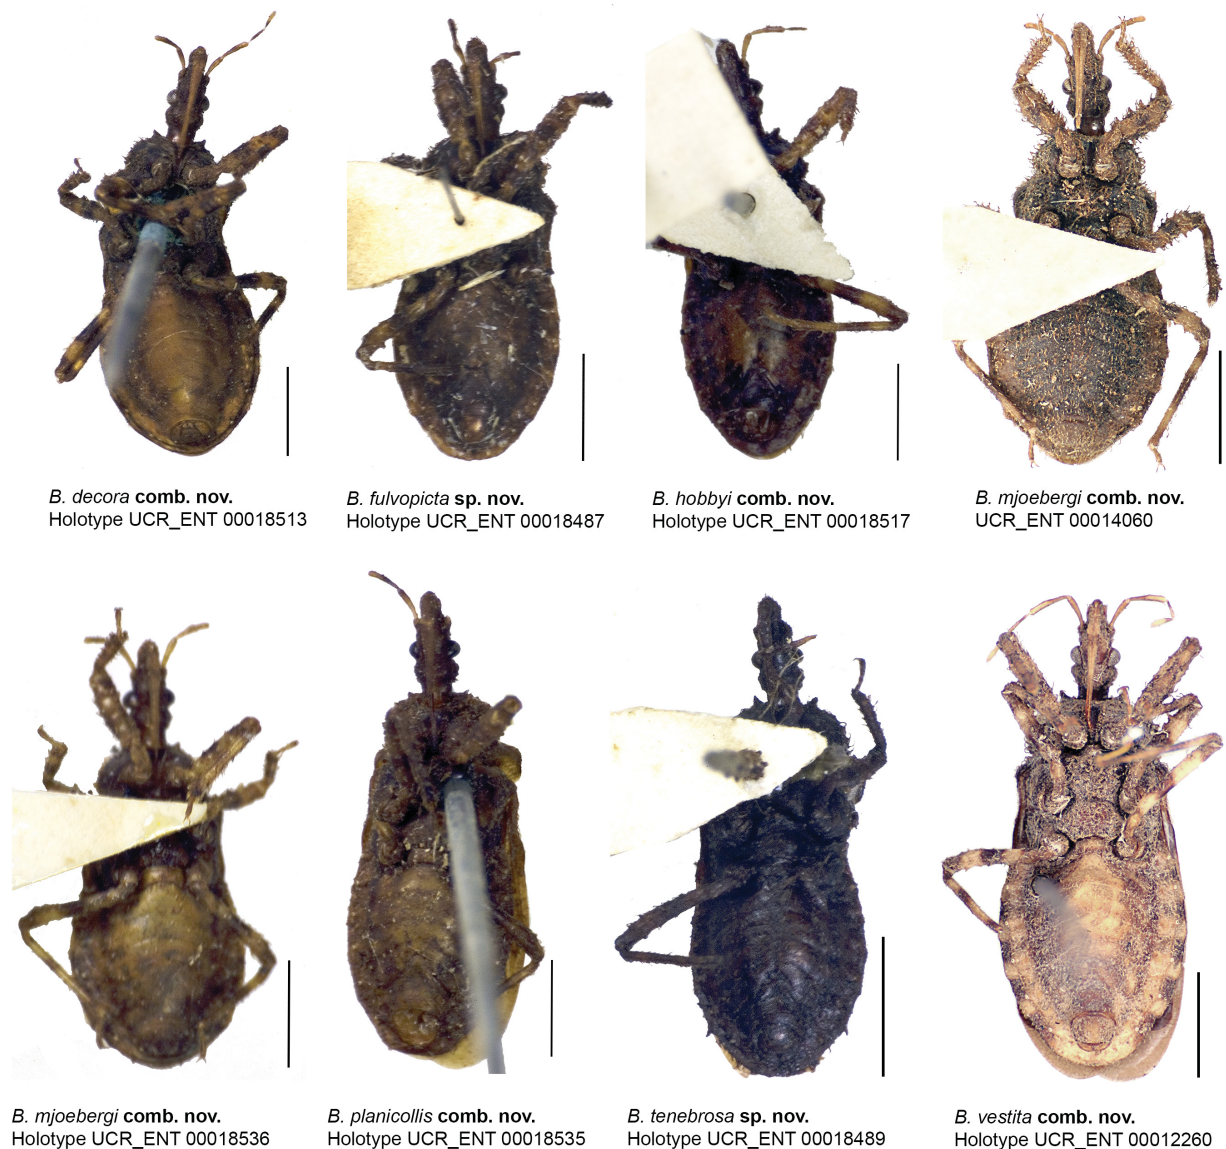 B. decora comb. nov.
Holotype UCR_ENT 00018513
B. fulvopicta sp. nov.
Holotype UCR_ENT 00018487
B. hobbyi comb. nov.
Holotype UCR_ENT 00018517
B. mjoebergi comb. nov.
UCR_ENT 00014060
B. mjoebergi comb. nov.
Holotype UCR_ENT 00018536
B. planicollis comb. nov.
Holotype UCR_ENT 00018535
B. tenebrosa sp. nov.
Holotype UCR_ENT 00018489
B. vestita comb. nov.
Holotype UCR_ENT 00012260